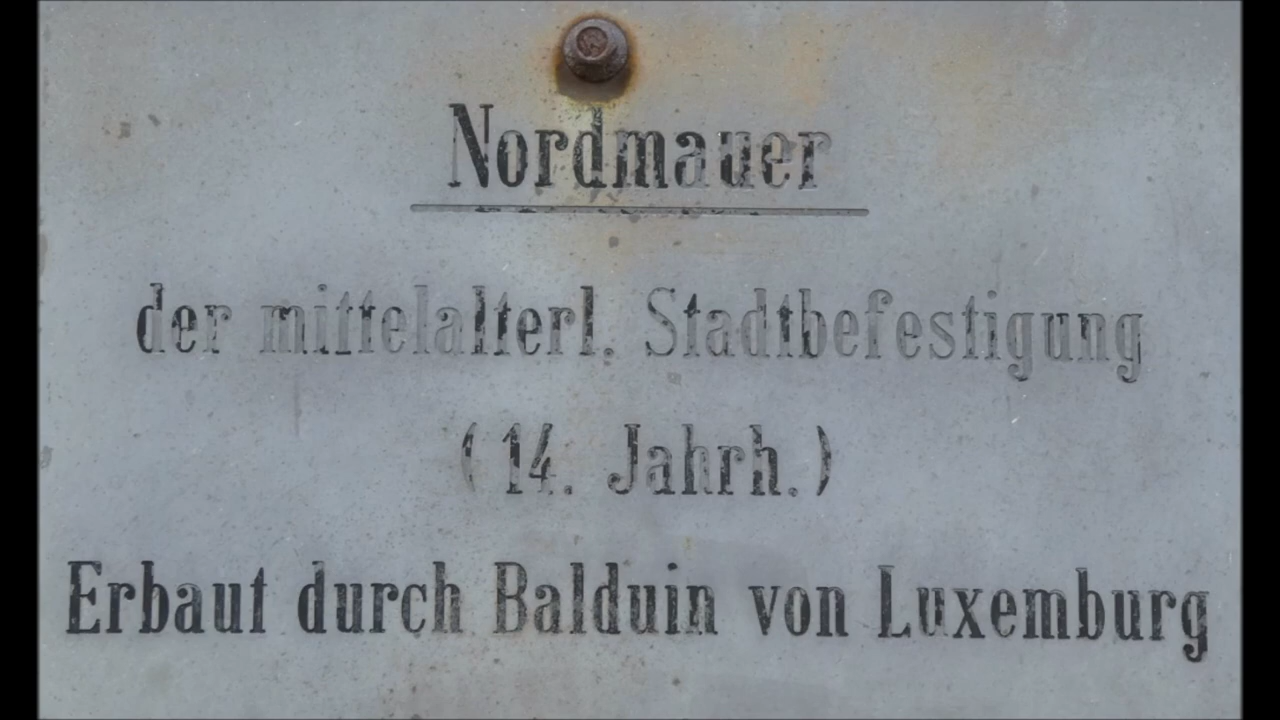 Nordmauer
der mittelalterl. Stadtbefestigung
( 14. Jahrh.)
Erbaut durch Balduin von Luxemburg